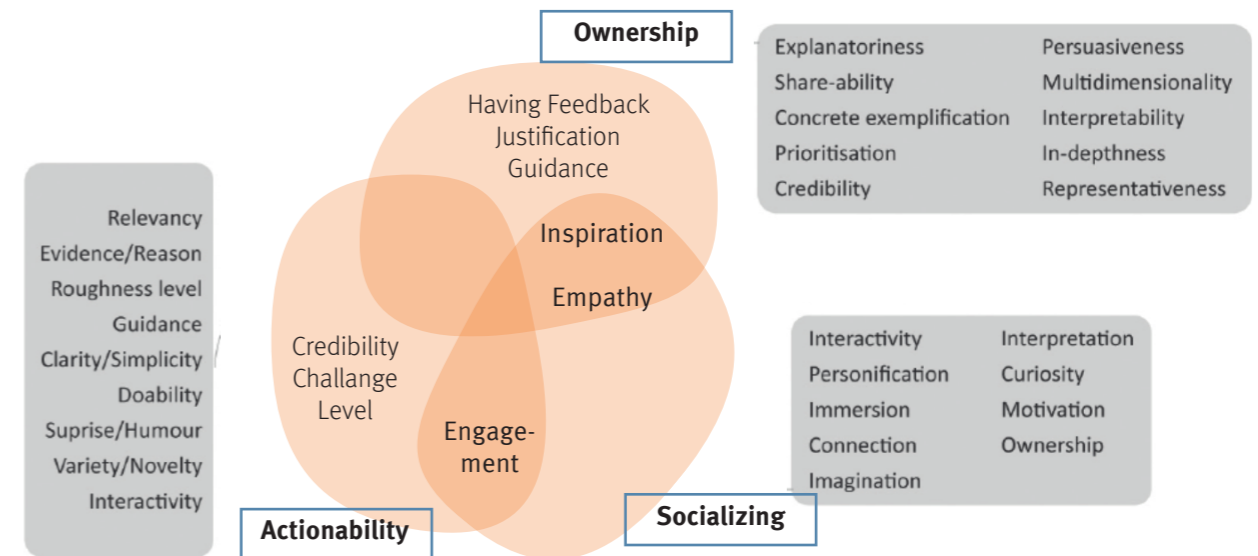 Ownership
Explanatoriness
Share-ability
Concrete exemplification
Prioritisation
Credibility
Persuasiveness
Multidimensionality
Interpretability
In-depthness
Representativeness
Having Feedback
Justification
Guidance
Relevancy
Evidence/Reason
Roughness level
Guidance
Clarity/Simplicity
Doability
Suprise/Humour
Variety/Novelty
Interactivity
Inspiration
Empathy
Credibility
Challange
Level
Engage-
ment
Interactivity
Personification
Immersion
Connection
Imagination
Interpretation
Curiosity
Motivation
Ownership
Actionability
Socializing